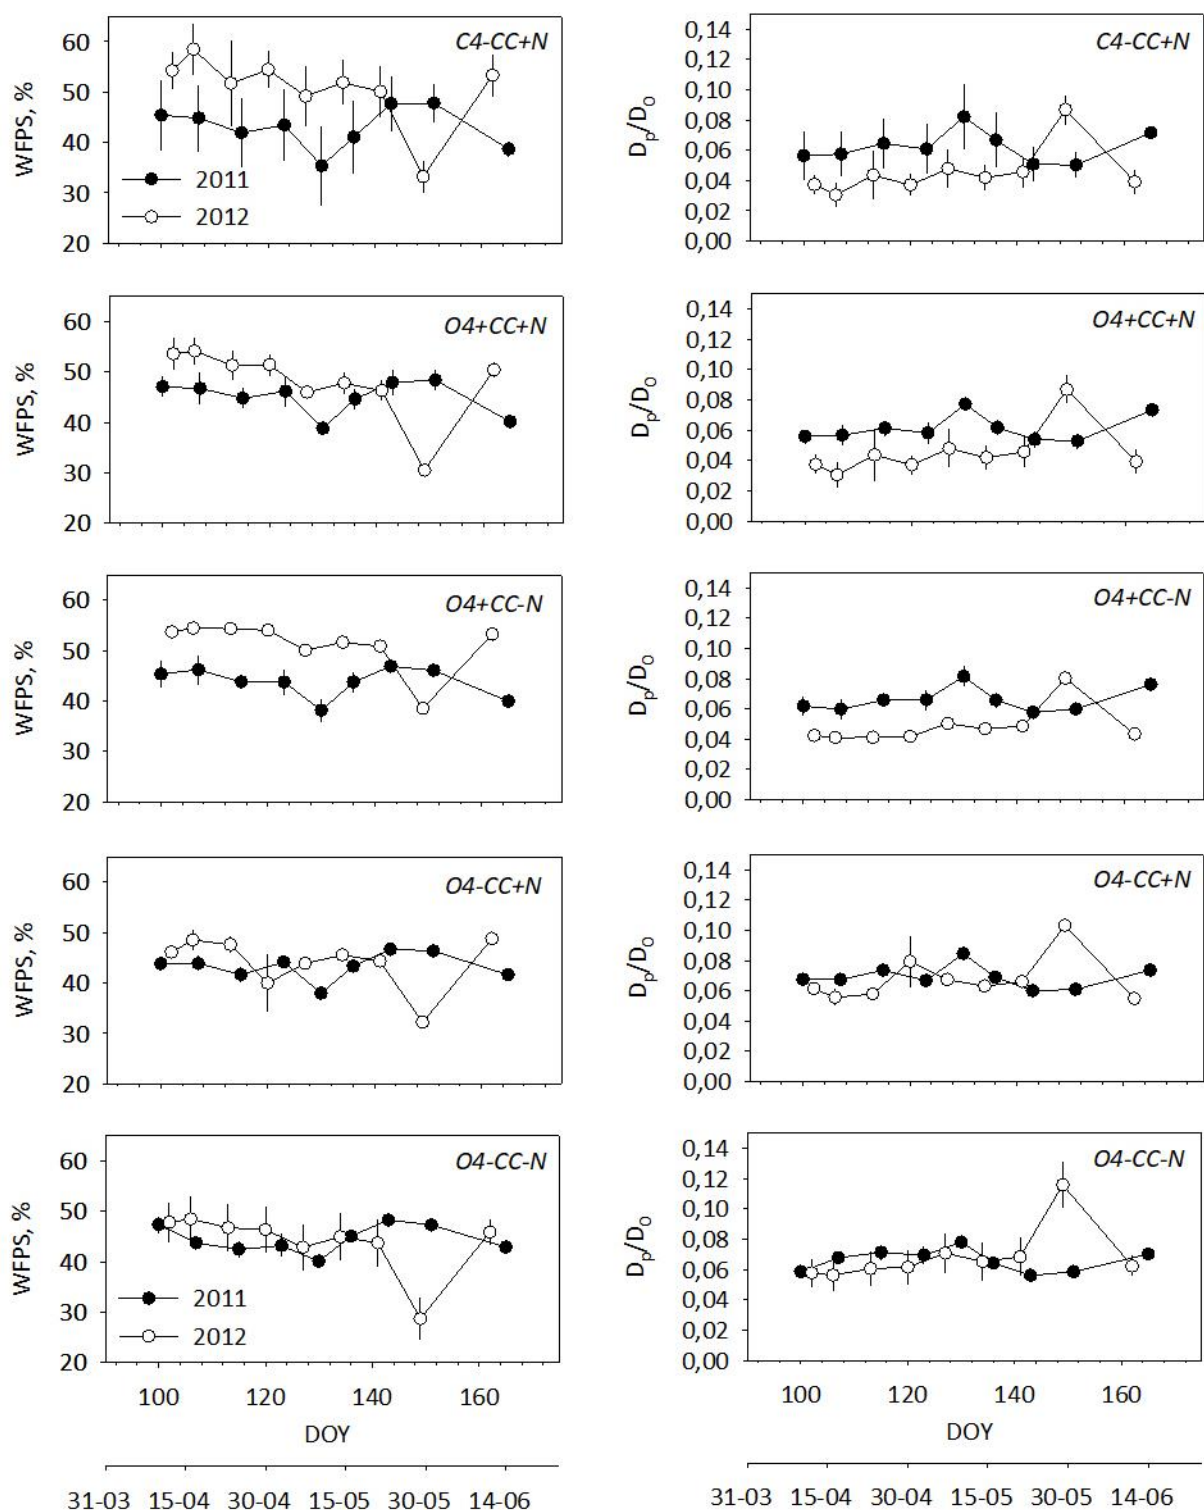 C4-CC+N
WFPS, %
60
50
40
30
20
2011
2012
C4-CC+N
Dp/DO
0,14
0,12
0,10
0,08
0,06
0,04
0,02
0,00
O4+CC+N
WFPS, %
60
50
40
30
20
O4+CC+N
Dp/DO
0,14
0,12
0,10
0,08
0,06
0,04
0,02
0,00
O4+CC-N
WFPS, %
60
50
40
30
20
O4+CC-N
Dp/DO
0,14
0,12
0,10
0,08
0,06
0,04
0,02
0,00
O4-CC+N
WFPS, %
60
50
40
30
20
O4-CC+N
Dp/DO
0,14
0,12
0,10
0,08
0,06
0,04
0,02
0,00
O4-CC-N
WFPS, %
60
50
40
30
20
2011
2012
O4-CC-N
Dp/DO
0,14
0,12
0,10
0,08
0,06
0,04
0,02
0,00
100 120 140 160
DOY
31-03 15-04 30-04 15-05 30-05 14-06
100 120 140 160
DOY
31-03 15-04 30-04 15-05 30-05 14-06